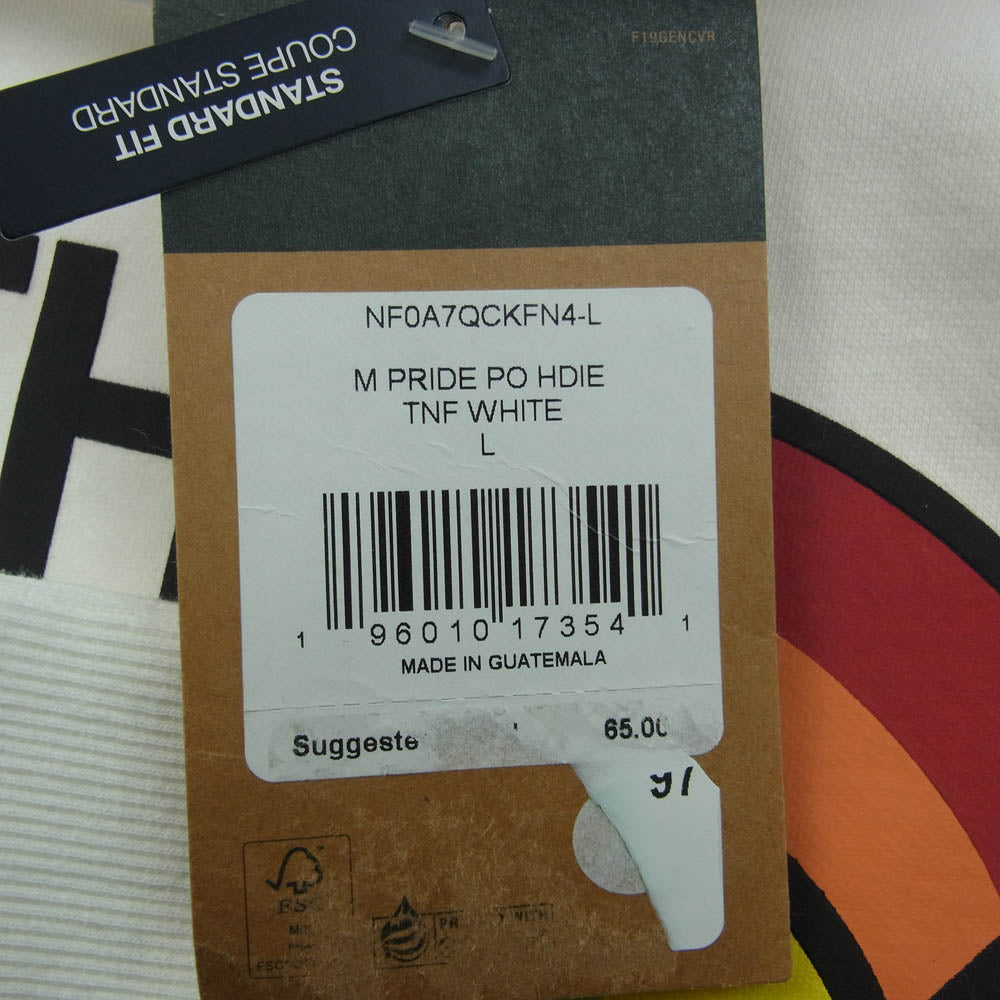 STANDARD FIT
COUPE STANDARD
F19GENCVR
NF0A7QCKFN4-L
M PRIDE PO HDIE
TNF WHITE
L
1 96010 17354 1
MADE IN GUATEMALA
65.00
97
H
FSC